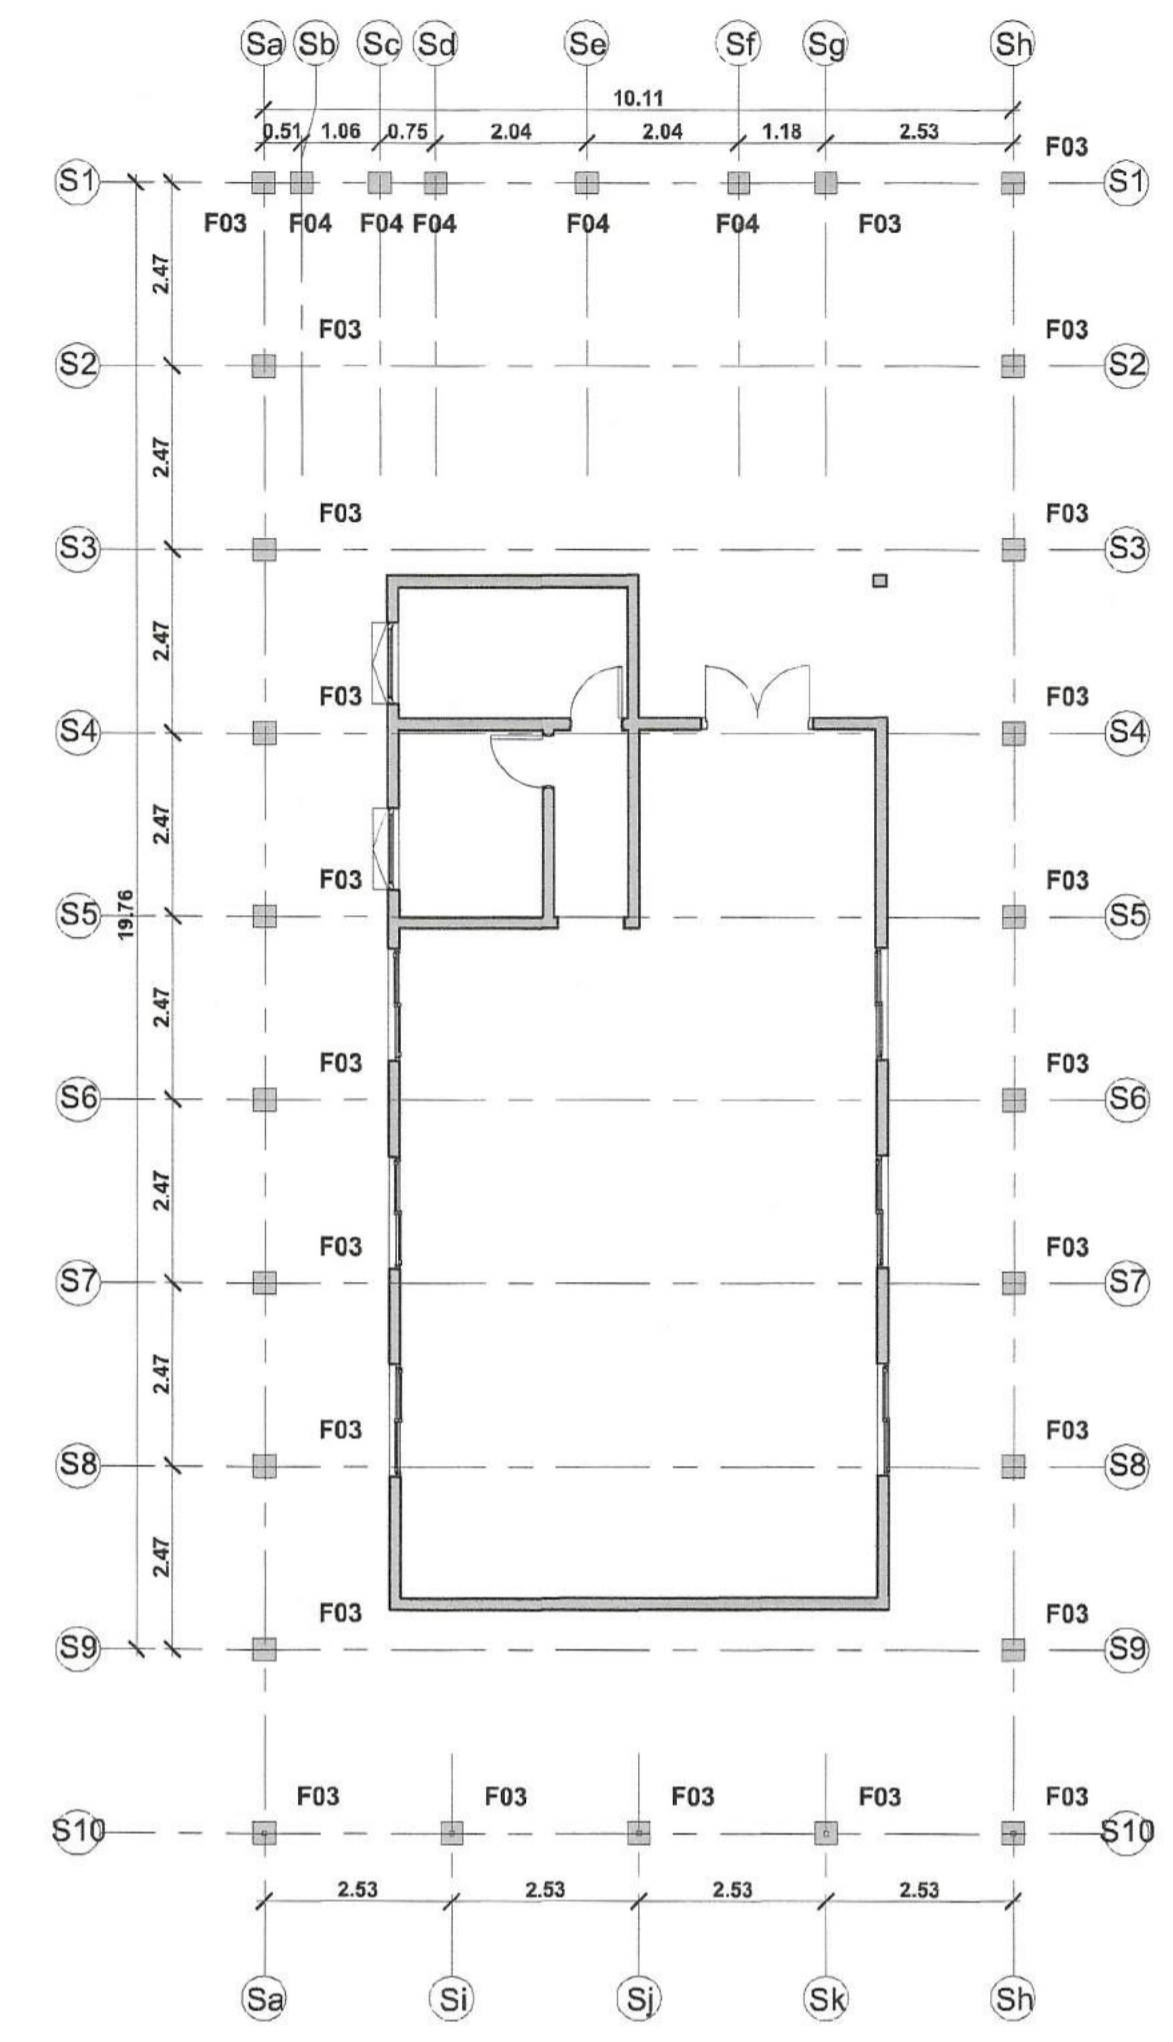 Sa Sb Sc Sd Se Sf Sg Sh
10.11
0.51 1.06 0.75 2.04 2.04 1.18 2.53
F03
S1 S1
F03 F04 F04 F04 F04 F04 F03
2.47
F03 F03
S2 S2
2.47
F03 F03
S3 S3
2.47
F03 F03
S4 S4
2.47
F03 F03
S5 S5
19.76
2.47
F03 F03
S6 S6
2.47
F03 F03
S7 S7
2.47
F03 F03
S8 S8
2.47
F03 F03
S9 S9
F03 F03 F03 F03 F03
S10 S10
2.53 2.53 2.53 2.53
Sa Si Sj Sk Sh